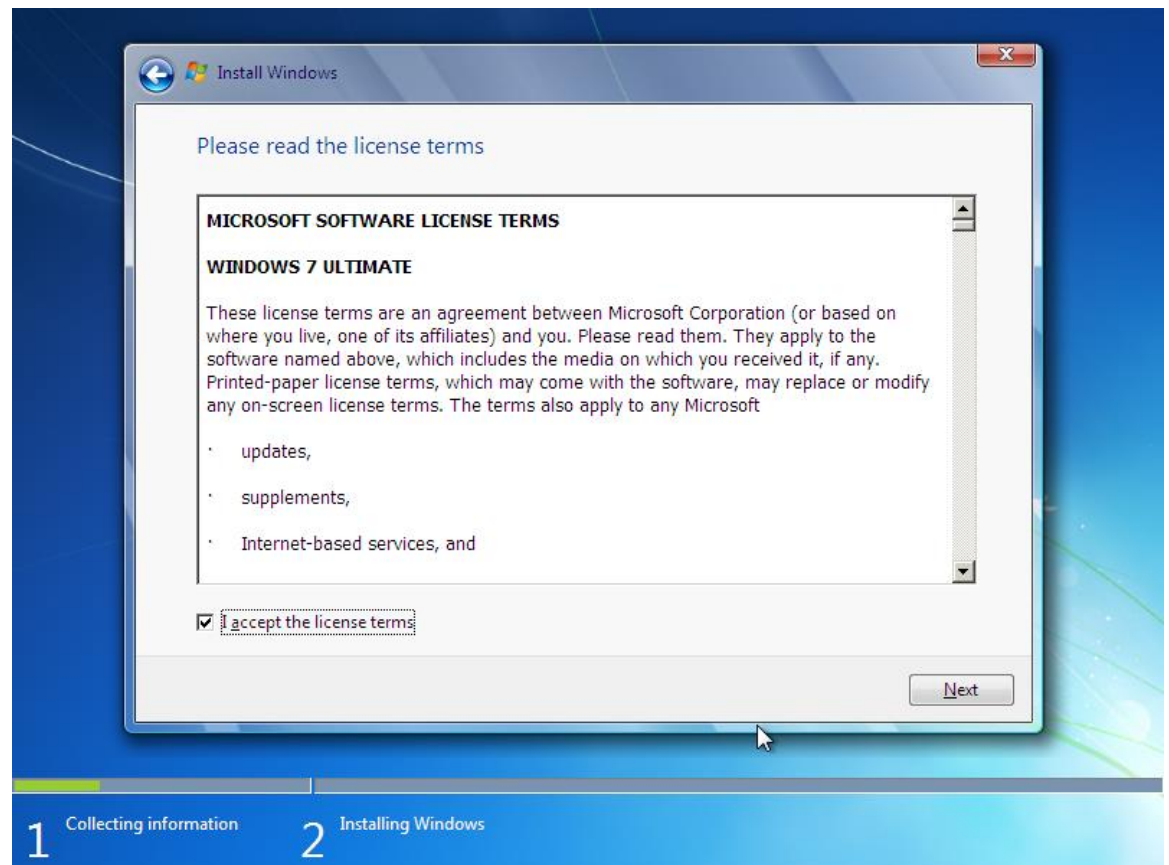 Install Windows
Please read the license terms
MICROSOFT SOFTWARE LICENSE TERMS
WINDOWS 7 ULTIMATE
These license terms are an agreement between Microsoft Corporation (or based on
where you live, one of its affiliates) and you. Please read them. They apply to the
software named above, which includes the media on which you received it, if any.
Printed-paper license terms, which may come with the software, may replace or modify
any on-screen license terms. The terms also apply to any Microsoft
· updates,
· supplements,
· Internet-based services, and
I accept the license terms
Next
1 Collecting information
2 Installing Windows